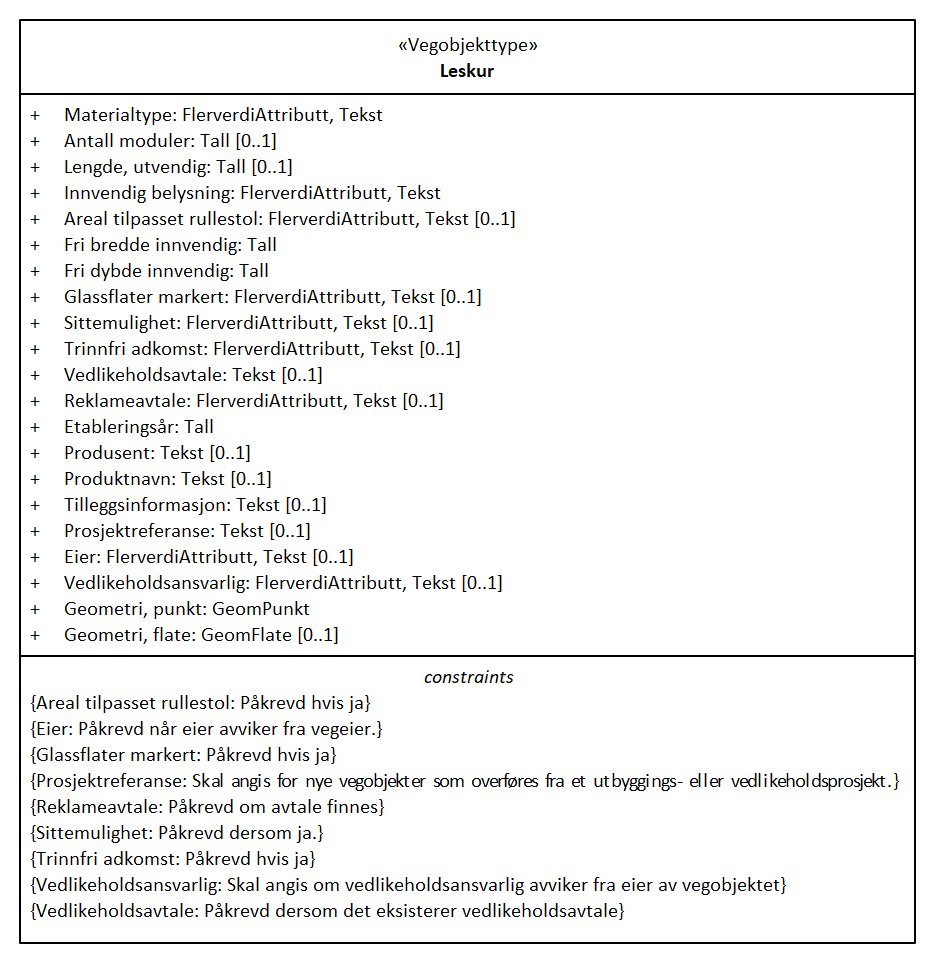 «Vegobjekttype»
Leskur
+ Materialtype: FlerverdiAttributt, Tekst
+ Antall moduler: Tall [0..1]
+ Lengde, utvendig: Tall [0..1]
+ Innvendig belysning: FlerverdiAttributt, Tekst
+ Areal tilpasset rullestol: FlerverdiAttributt, Tekst [0..1]
+ Fri bredde innvendig: Tall
+ Fri dybde innvendig: Tall
+ Glassflater markert: FlerverdiAttributt, Tekst [0..1]
+ Sittemulighet: FlerverdiAttributt, Tekst [0..1]
+ Trinnfri adkomst: FlerverdiAttributt, Tekst [0..1]
+ Vedlikeholdsavtale: Tekst [0..1]
+ Reklameavtale: FlerverdiAttributt, Tekst [0..1]
+ Etableringsår: Tall
+ Produsent: Tekst [0..1]
+ Produktnavn: Tekst [0..1]
+ Tilleggsinformasjon: Tekst [0..1]
+ Prosjektreferanse: Tekst [0..1]
+ Eier: FlerverdiAttributt, Tekst [0..1]
+ Vedlikeholdsansvarlig: FlerverdiAttributt, Tekst [0..1]
+ Geometri, punkt: GeomPunkt
+ Geometri, flate: GeomFlate [0..1]
constraints
{Areal tilpasset rullestol: Påkrevd hvis ja}
{Eier: Påkrevd når eier avviker fra vegeier.}
{Glassflater markert: Påkrevd hvis ja}
{Prosjektreferanse: Skal angis for nye vegobjekter som overføres fra et utbyggings- eller vedlikeholdsprosjekt.}
{Reklameavtale: Påkrevd om avtale finnes}
{Sittemulighet: Påkrevd dersom ja.}
{Trinnfri adkomst: Påkrevd hvis ja}
{Vedlikeholdsansvarlig: Skal angis om vedlikeholdsansvarlig avviker fra eier av vegobjektet}
{Vedlikeholdsavtale: Påkrevd dersom det eksisterer vedlikeholdsavtale}